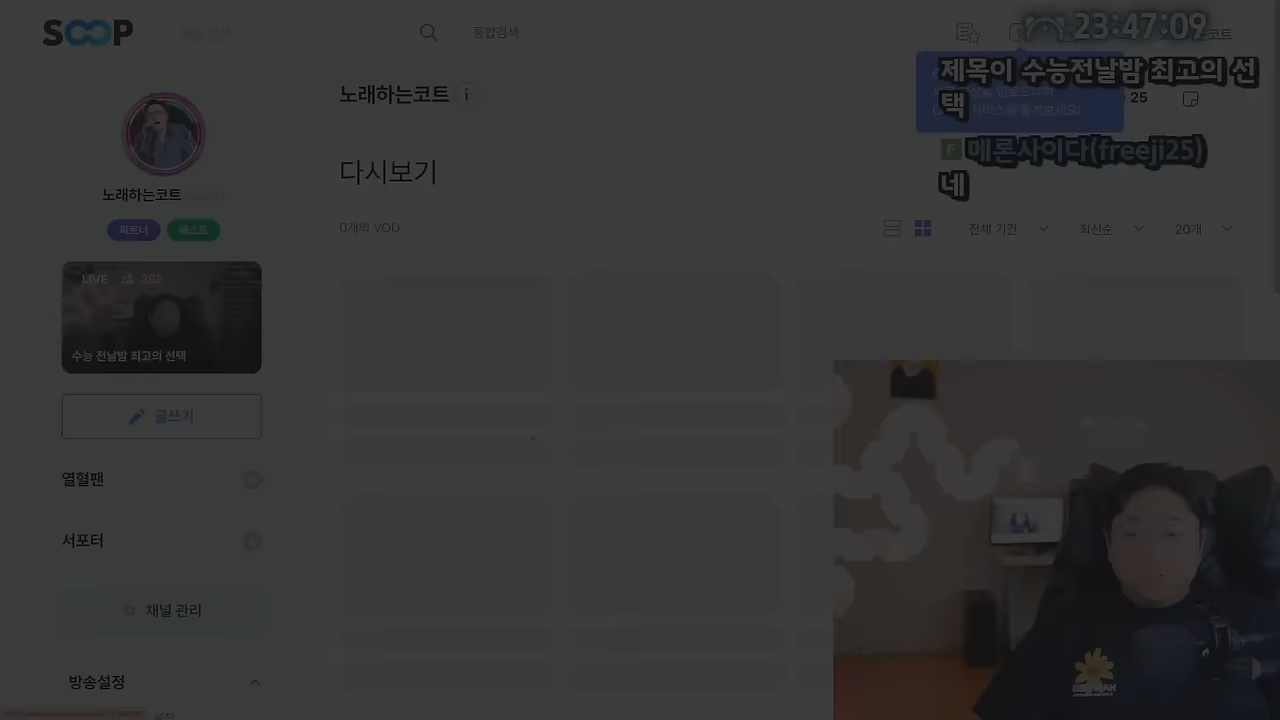 SOOP
통합검색
23:47:09
코트
제목이 수능전날밤 최고의 선
택
25
F 메론사이다(freeji25)
네
노래하는코트 i
다시보기
0개의 VOD
전체 기간
최신순
20개
노래하는코트
파트너
베스트
LIVE
수능 전날밤 최고의 선택
글쓰기
열혈팬
서포터
채널 관리
방송설정